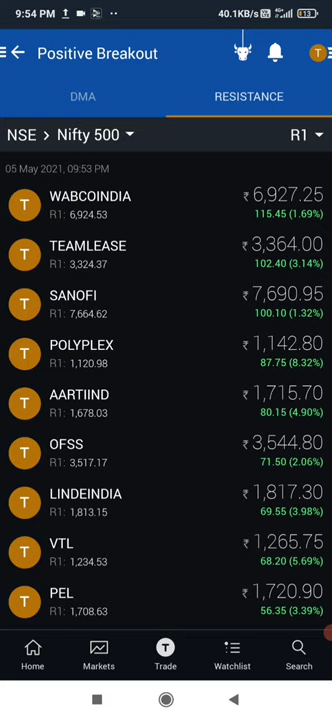 9:54 PM
40.1KB/s
4G+
13
Positive Breakout
T
DMA
RESISTANCE
NSE > Nifty 500
R1
05 May 2021, 09:53 PM
T
WABCOINDIA
₹ 6,927.25
R1: 6,924.53
115.45 (1.69%)
T
TEAMLEASE
₹ 3,364.00
R1: 3,324.37
102.40 (3.14%)
T
SANOFI
₹ 7,690.95
R1: 7,664.62
100.10 (1.32%)
T
POLYPLEX
₹ 1,142.80
R1: 1,120.98
87.75 (8.32%)
T
AARTIIND
₹ 1,715.70
R1: 1,678.03
80.15 (4.90%)
T
OFSS
₹ 3,544.80
R1: 3,517.17
71.50 (2.06%)
T
LINDEINDIA
₹ 1,817.30
R1: 1,813.15
69.55 (3.98%)
T
VTL
₹ 1,265.75
R1: 1,234.53
68.20 (5.69%)
T
PEL
₹ 1,720.90
R1: 1,708.63
56.35 (3.39%)
T
Home
Markets
Trade
Watchlist
Search